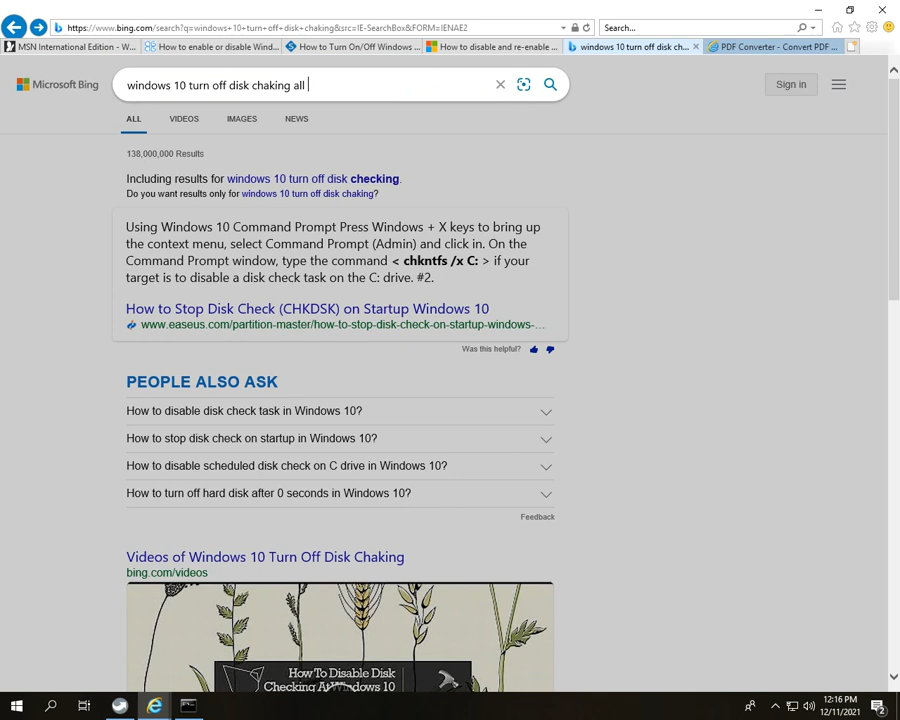 https://www.bing.com/search?q=windows+10+turn+off+disk+chaking&src=IE-SearchBox&FORM=IENAE2
Search...
MSN International Edition - W...
How to enable or disable Wind...
How to Turn On/Off Windows ...
How to disable and re-enable ...
windows 10 turn off disk ch...
PDF Converter - Convert PDF ...
Microsoft Bing
windows 10 turn off disk chaking all
Sign in
ALL
VIDEOS
IMAGES
NEWS
138,000,000 Results
Including results for windows 10 turn off disk checking.
Do you want results only for windows 10 turn off disk chaking?
Using Windows 10 Command Prompt Press Windows + X keys to bring up
the context menu, select Command Prompt (Admin) and click in. On the
Command Prompt window, type the command < chkntfs /x C: > if your
target is to disable a disk check task on the C: drive. #2.
How to Stop Disk Check (CHKDSK) on Startup Windows 10
www.easeus.com/partition-master/how-to-stop-disk-check-on-startup-windows-...
Was this helpful?
PEOPLE ALSO ASK
How to disable disk check task in Windows 10?
How to stop disk check on startup in Windows 10?
How to disable scheduled disk check on C drive in Windows 10?
How to turn off hard disk after 0 seconds in Windows 10?
Feedback
Videos of Windows 10 Turn Off Disk Chaking
bing.com/videos
How To Disable Disk
Checking At Windows 10
12:16 PM
12/11/2021
2